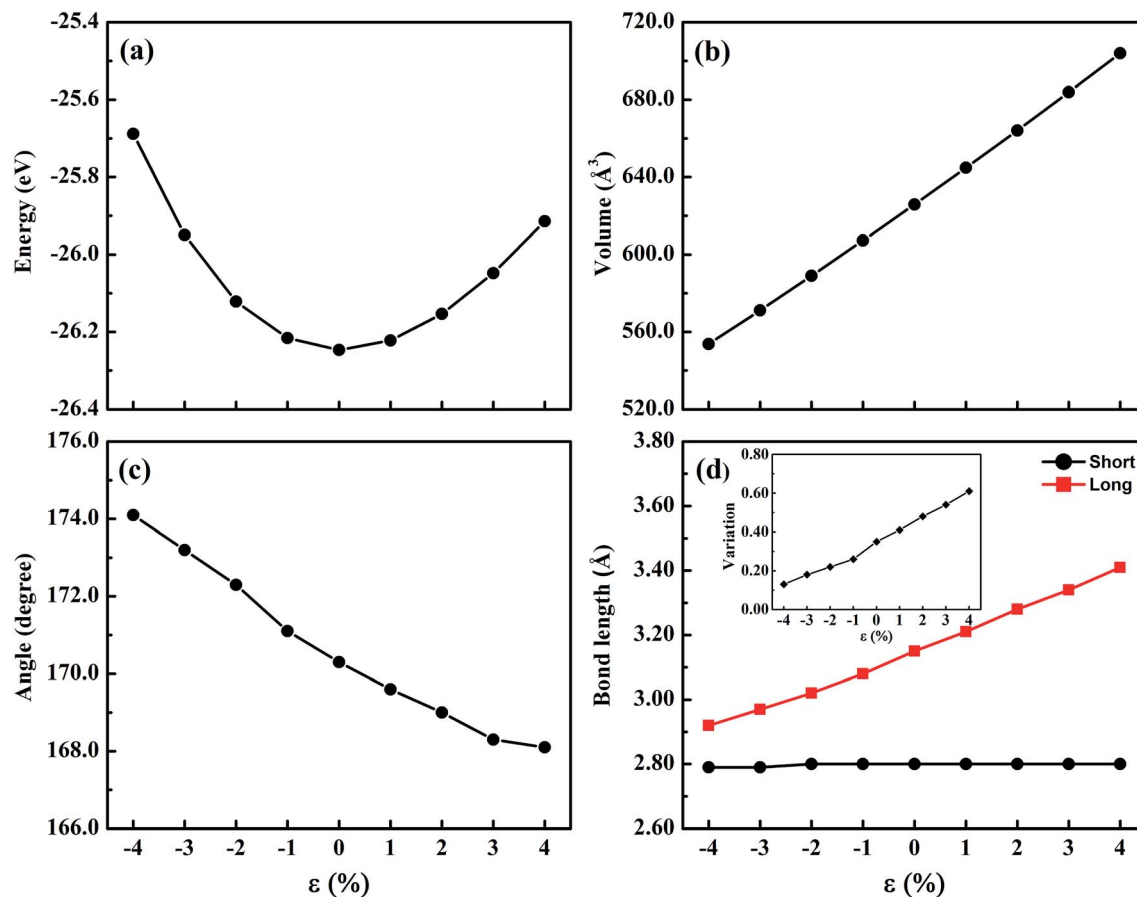 (a)
Energy (eV)
-25.4
-25.6
-25.8
-26.0
-26.2
-26.4
(b)
Volume (Å³)
720.0
680.0
640.0
600.0
560.0
520.0
(c)
Angle (degree)
176.0
174.0
172.0
170.0
168.0
166.0
-4 -3 -2 -1 0 1 2 3 4
ε (%)
(d)
Bond length (Å)
3.80
3.60
3.40
3.20
3.00
2.80
2.60
-4 -3 -2 -1 0 1 2 3 4
ε (%)
Short
Long
Variation
0.80
0.60
0.40
0.20
0.00
-4 -3 -2 -1 0 1 2 3 4
ε (%)